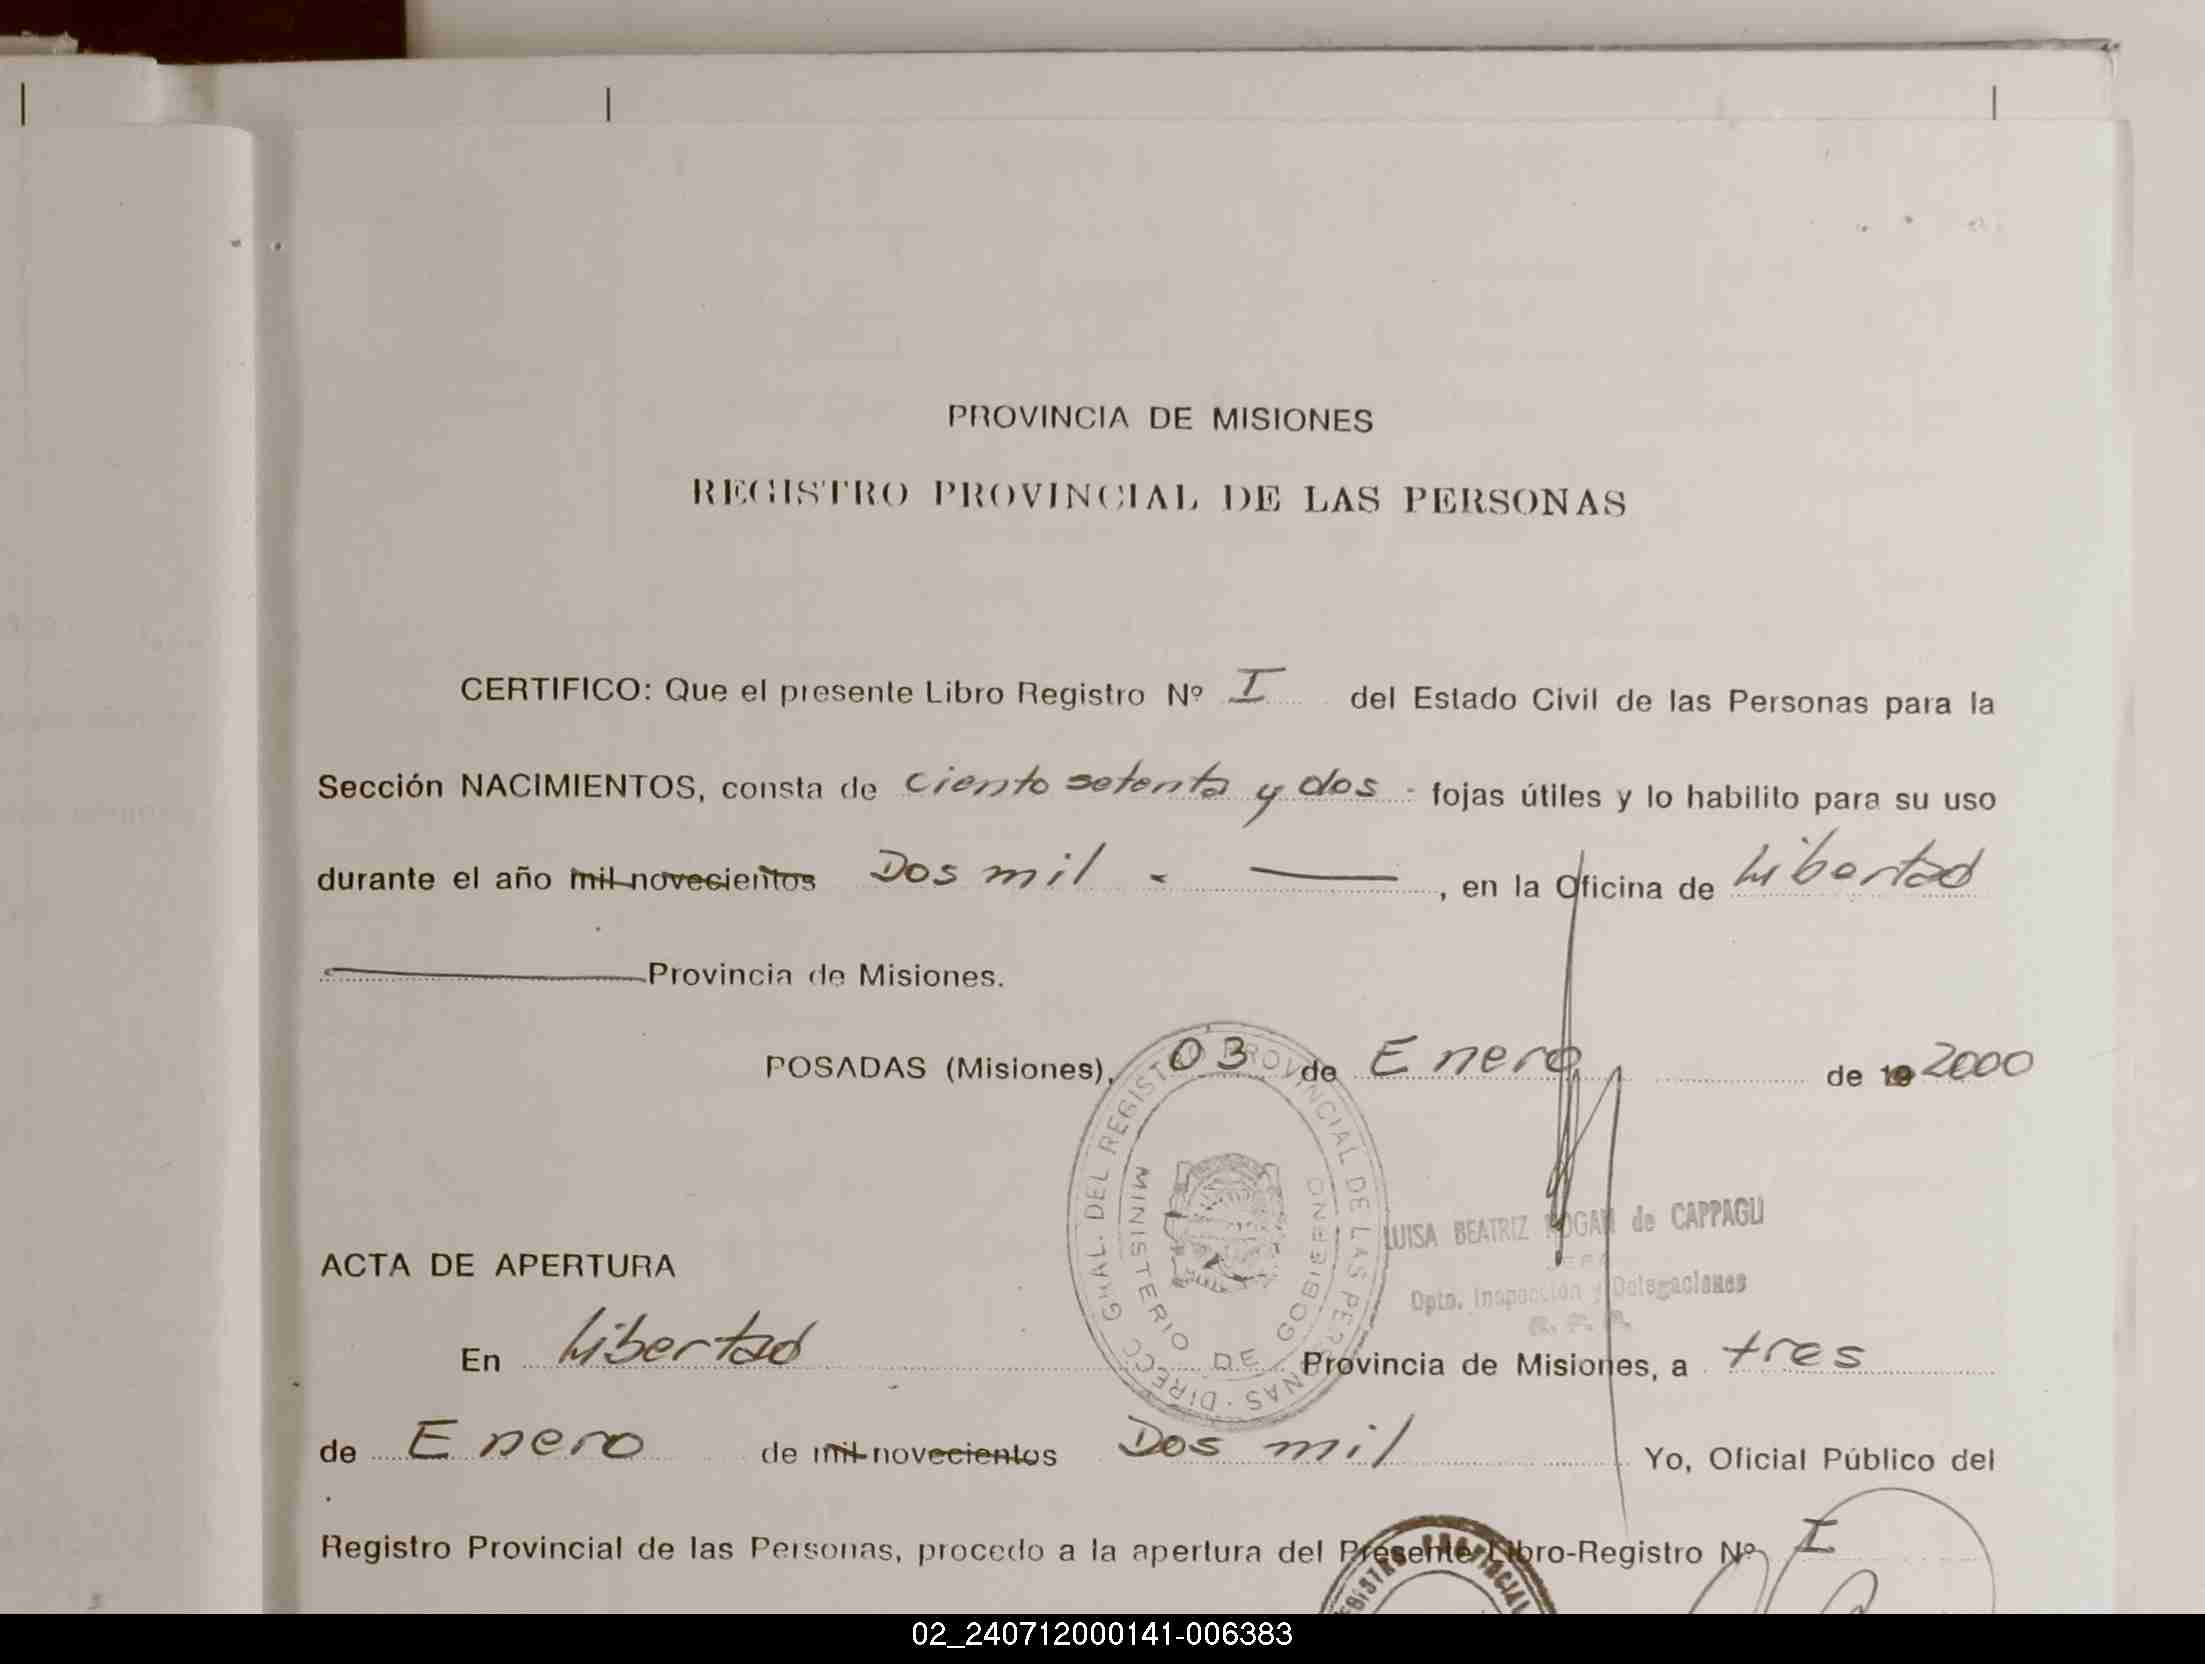 PROVINCIA DE MISIONES
REGISTRO PROVINCIAL DE LAS PERSONAS
CERTIFICO: Que el presente Libro Registro Nº I del Estado Civil de las Personas para la
Sección NACIMIENTOS, consta de ciento setenta y dos - fojas útiles y lo habilito para su uso
durante el año mil novecientos Dos mil - , en la Oficina de Libertad
Provincia de Misiones.
POSADAS (Misiones), 03 de Enero de 19 2000
DIRECC. GRAL. DEL REGISTRO PROVINCIAL DE LAS PERSONAS
MINISTERIO DE GOBIERNO
LUISA BEATRIZ de CAPPAGLI
Dpto. Inspección y Delegaciones
ACTA DE APERTURA
En Libertad Provincia de Misiones, a tres
de Enero de mil novecientos Dos mil Yo, Oficial Público del
Registro Provincial de las Personas, procedo a la apertura del Presente Libro-Registro Nº I
REGISTRO PROVINCIAL
02_240712000141-006383